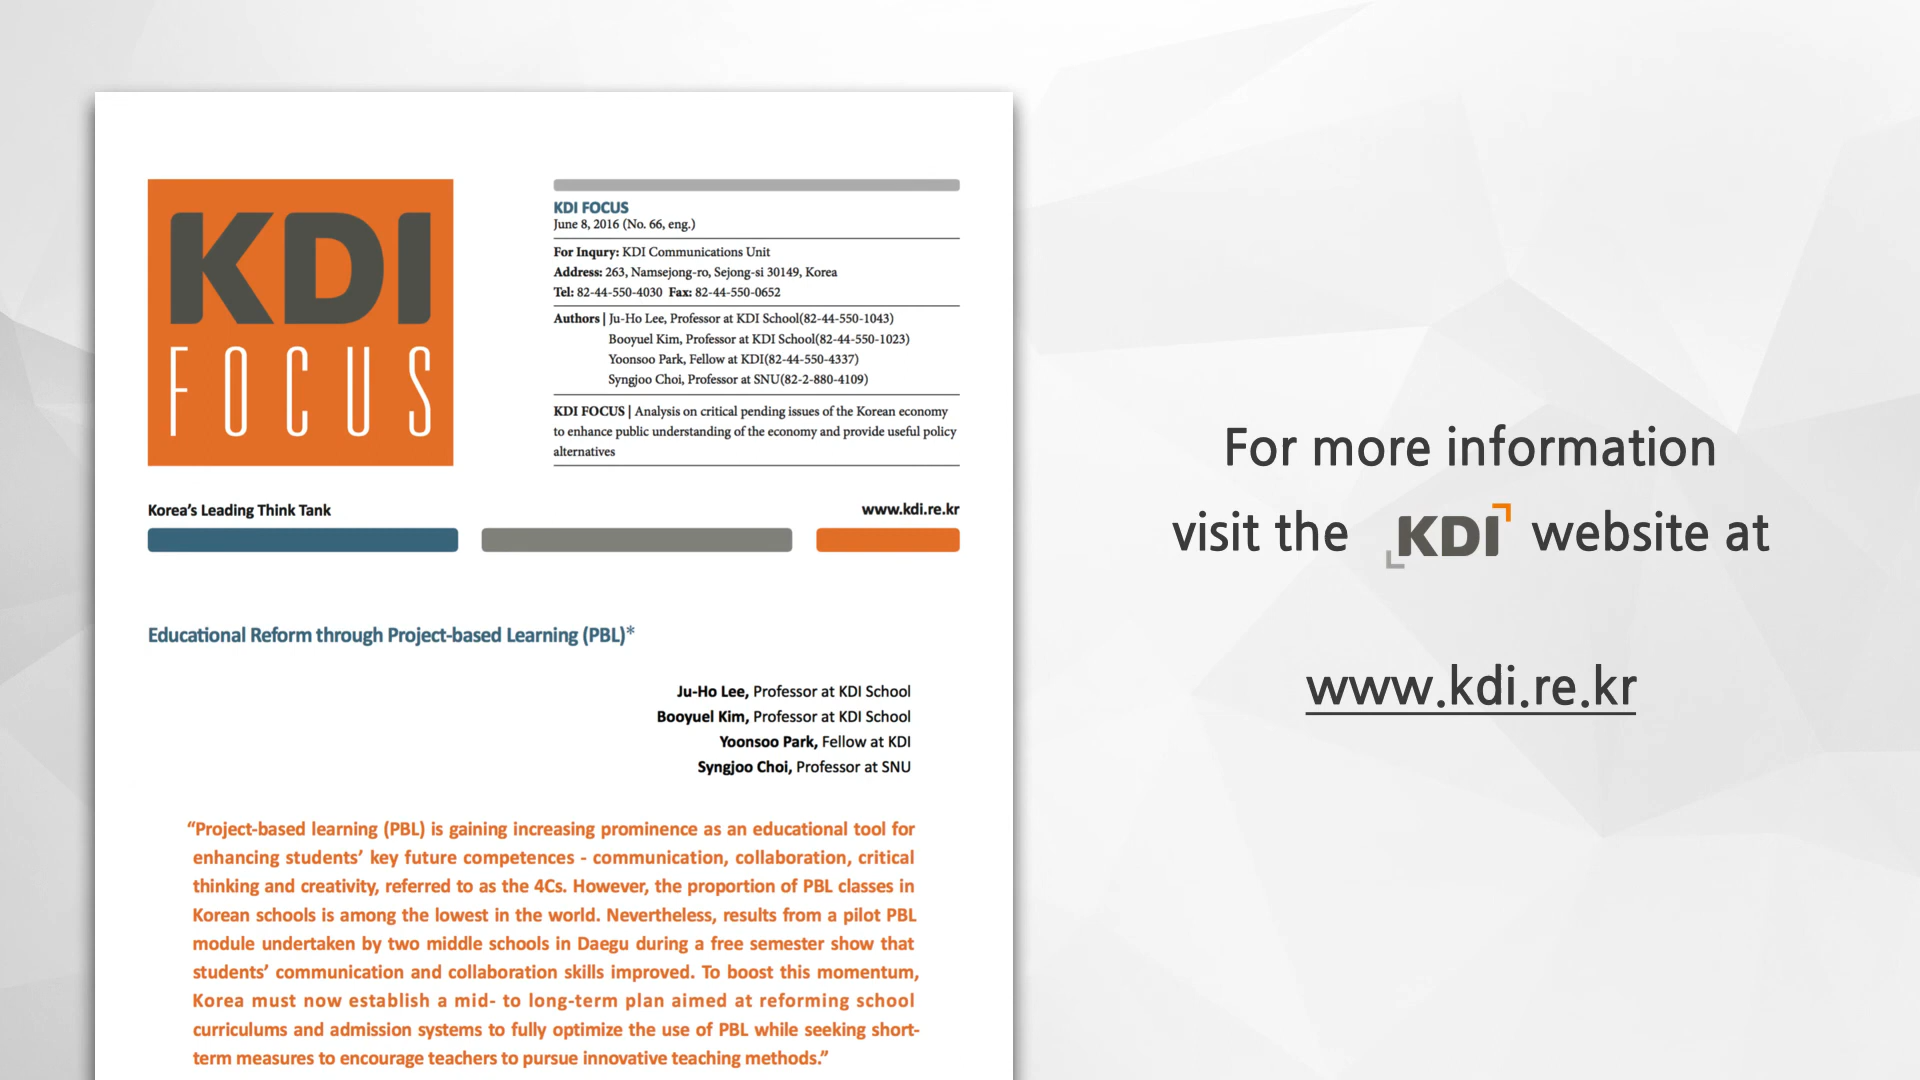 KDI
FOCUS
KDI FOCUS
June 8, 2016 (No. 66, eng.)
For Inqury: KDI Communications Unit
Address: 263, Namsejong-ro, Sejong-si 30149, Korea
Tel: 82-44-550-4030 Fax: 82-44-550-0652
Authors | Ju-Ho Lee, Professor at KDI School(82-44-550-1043)
Booyuel Kim, Professor at KDI School(82-44-550-1023)
Yoonsoo Park, Fellow at KDI(82-44-550-4337)
Syngjoo Choi, Professor at SNU(82-2-880-4109)
KDI FOCUS | Analysis on critical pending issues of the Korean economy
to enhance public understanding of the economy and provide useful policy
alternatives
Korea's Leading Think Tank
www.kdi.re.kr
Educational Reform through Project-based Learning (PBL)*
Ju-Ho Lee, Professor at KDI School
Booyuel Kim, Professor at KDI School
Yoonsoo Park, Fellow at KDI
Syngjoo Choi, Professor at SNU
“Project-based learning (PBL) is gaining increasing prominence as an educational tool for
enhancing students’ key future competences - communication, collaboration, critical
thinking and creativity, referred to as the 4Cs. However, the proportion of PBL classes in
Korean schools is among the lowest in the world. Nevertheless, results from a pilot PBL
module undertaken by two middle schools in Daegu during a free semester show that
students’ communication and collaboration skills improved. To boost this momentum,
Korea must now establish a mid- to long-term plan aimed at reforming school
curriculums and admission systems to fully optimize the use of PBL while seeking short-
term measures to encourage teachers to pursue innovative teaching methods.”
For more information
visit the KDI website at
www.kdi.re.kr